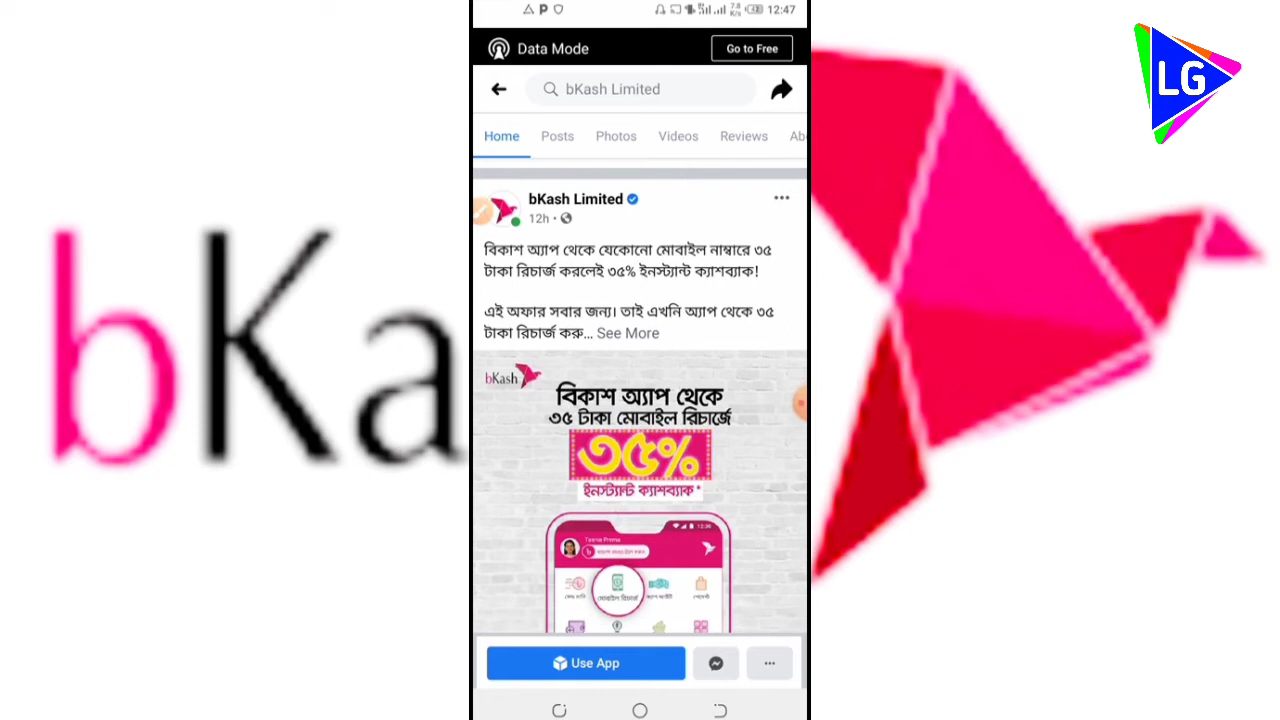 12:47
Data Mode
Go to Free
bKash Limited
Home Posts Photos Videos Reviews Ab
bKash Limited
12h
বিকাশ অ্যাপ থেকে যেকোনো মোবাইল নাম্বারে ৩৫
টাকা রিচার্জ করলেই ৩৫% ইনস্ট্যান্ট ক্যাশব্যাক!
এই অফার সবার জন্য। তাই এখনি অ্যাপ থেকে ৩৫
টাকা রিচার্জ করু... See More
bKash
বিকাশ অ্যাপ থেকে
৩৫ টাকা মোবাইল রিচার্জে
৩৫%
ইনস্ট্যান্ট ক্যাশব্যাক*
মোবাইল রিচার্জ
Use App
bKa
LG